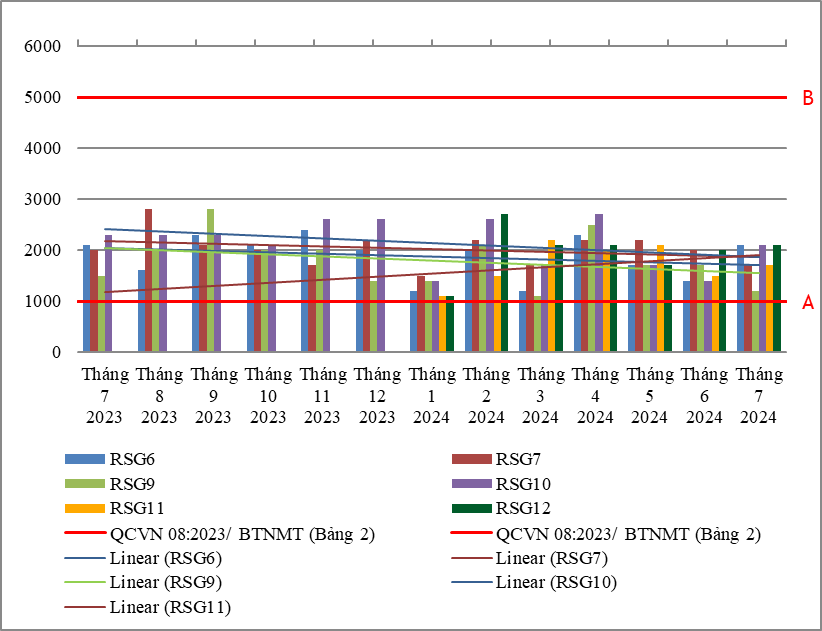 6000
5000
B
4000
3000
2000
1000
A
0
Tháng 7 2023
Tháng 8 2023
Tháng 9 2023
Tháng 10 2023
Tháng 11 2023
Tháng 12 2023
Tháng 1 2024
Tháng 2 2024
Tháng 3 2024
Tháng 4 2024
Tháng 5 2024
Tháng 6 2024
Tháng 7 2024
RSG6
RSG7
RSG9
RSG10
RSG11
RSG12
QCVN 08:2023/ BTNMT (Bảng 2)
QCVN 08:2023/ BTNMT (Bảng 2)
Linear (RSG6)
Linear (RSG7)
Linear (RSG9)
Linear (RSG10)
Linear (RSG11)